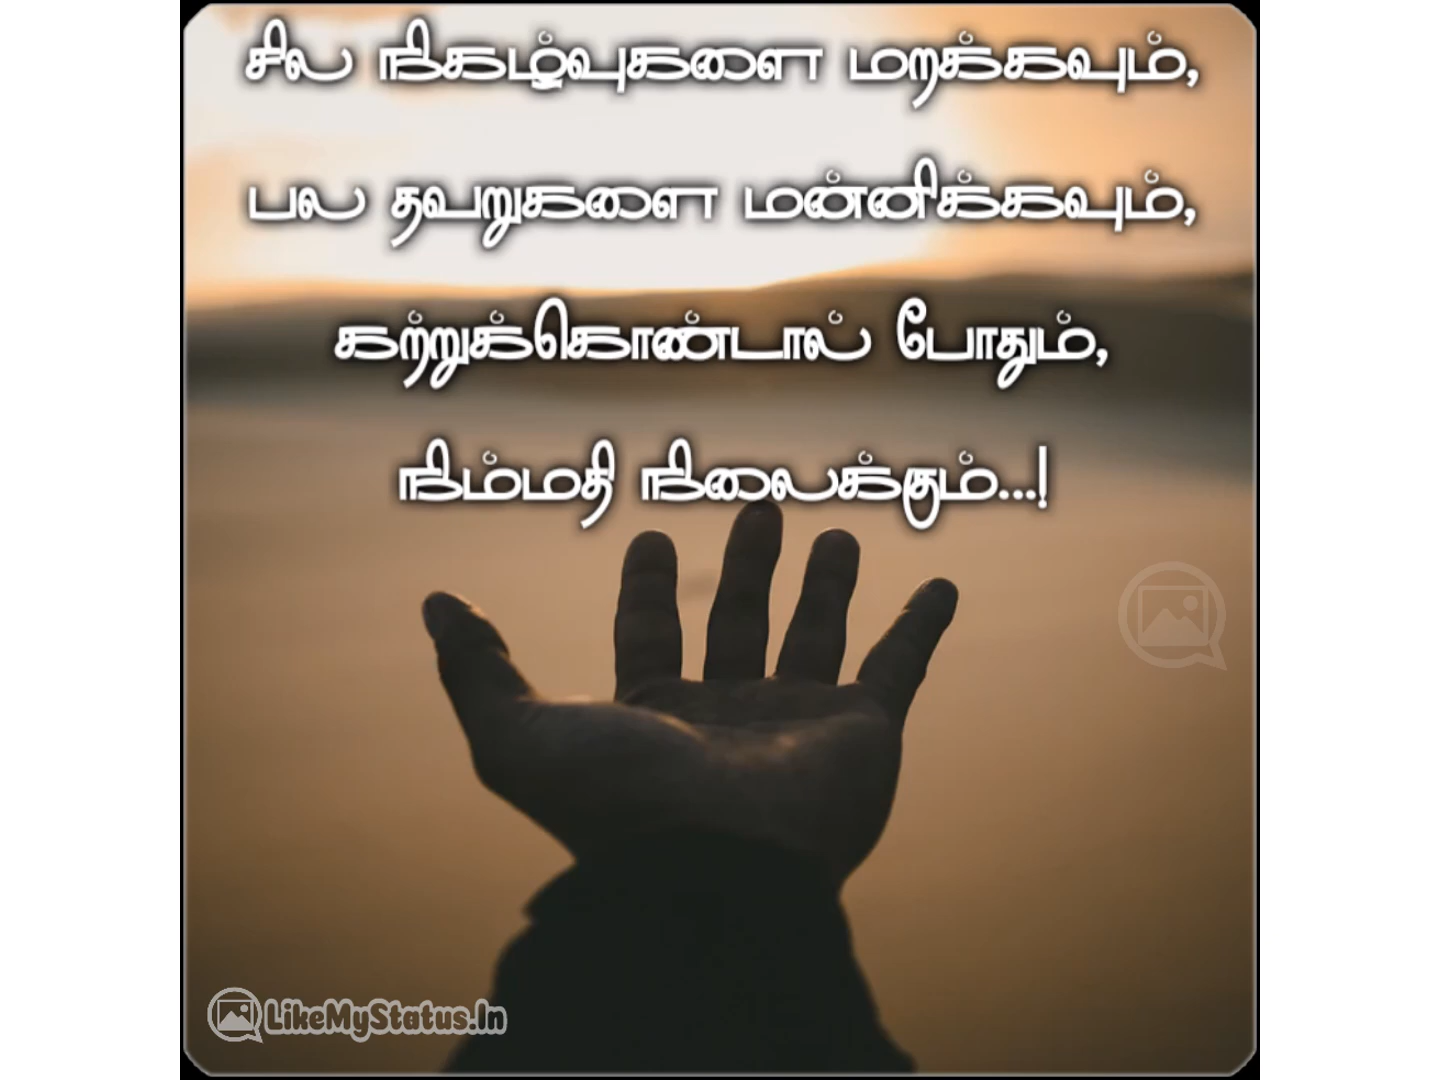 சில நிகழ்வுகளை மறக்கவும்,
பல தவறுகளை மன்னிக்கவும்,
கற்றுக்கொண்டால் போதும்,
நிம்மதி நிலைக்கும்...!
LikeMyStatus.In